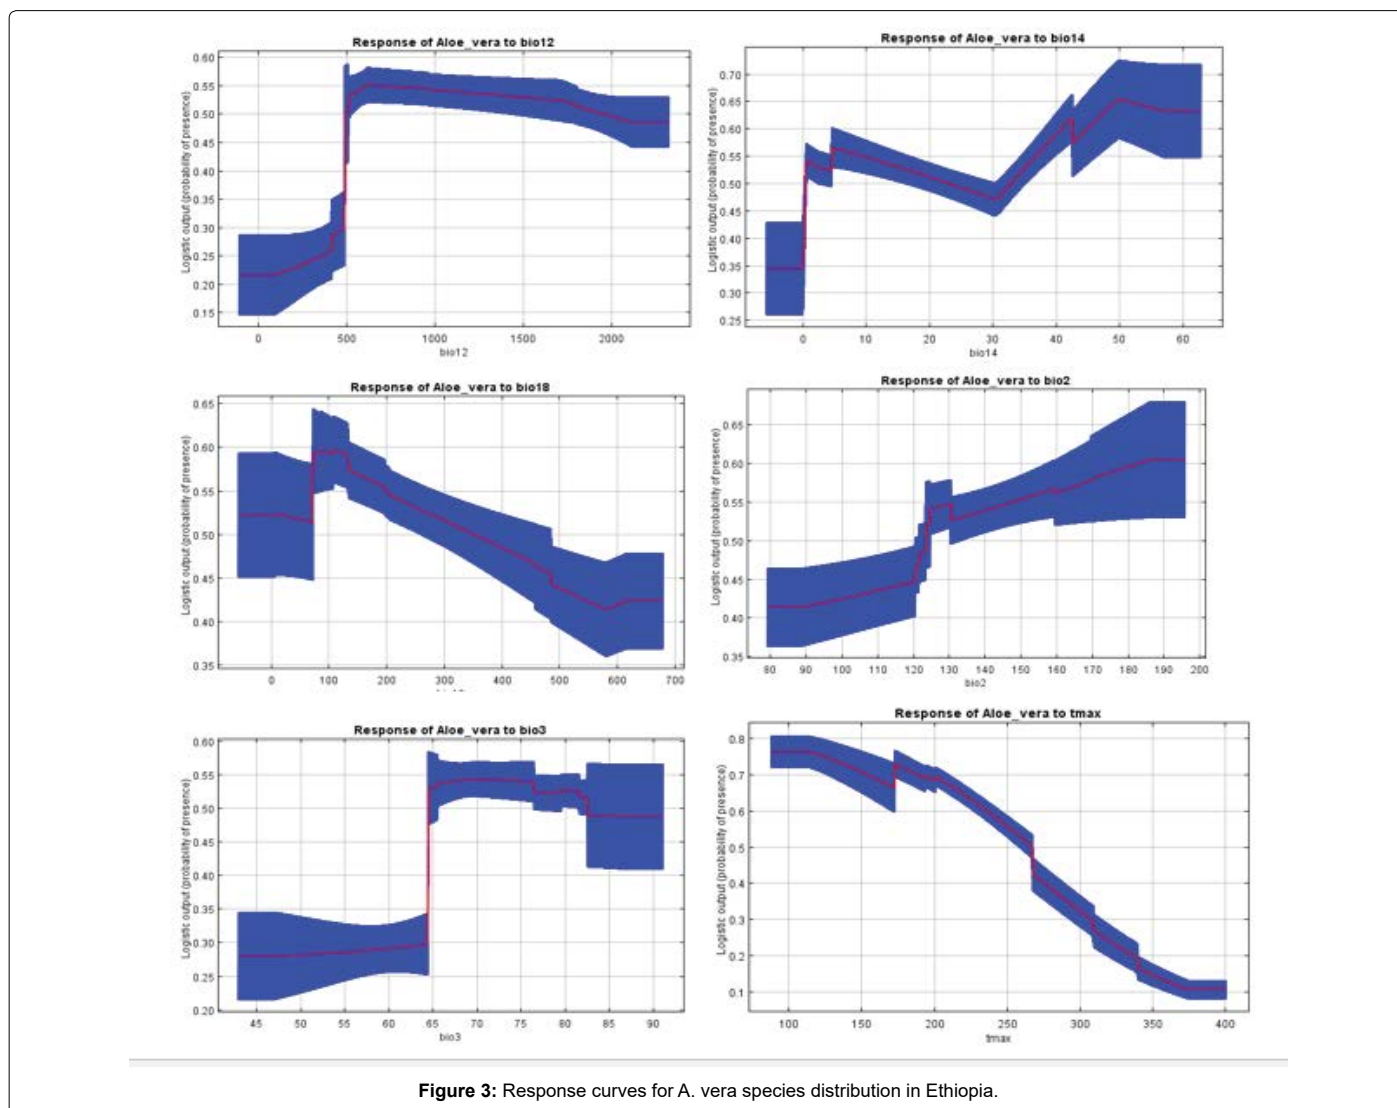 Response of Aloe_vera to bio12
Logistic output (probability of presence)
0.60
0.55
0.50
0.45
0.40
0.35
0.30
0.25
0.20
0.15
0 500 1000 1500 2000
bio12
Response of Aloe_vera to bio14
Logistic output (probability of presence)
0.70
0.65
0.60
0.55
0.50
0.45
0.40
0.35
0.30
0.25
0 10 20 30 40 50 60
bio14
Response of Aloe_vera to bio18
Logistic output (probability of presence)
0.65
0.60
0.55
0.50
0.45
0.40
0.35
0 100 200 300 400 500 600 700
Response of Aloe_vera to bio2
Logistic output (probability of presence)
0.65
0.60
0.55
0.50
0.45
0.40
0.35
80 90 100 110 120 130 140 150 160 170 180 190 200
bio2
Response of Aloe_vera to bio3
Logistic output (probability of presence)
0.60
0.55
0.50
0.45
0.40
0.35
0.30
0.25
0.20
45 50 55 60 65 70 75 80 85 90
bio3
Response of Aloe_vera to tmax
Logistic output (probability of presence)
0.8
0.7
0.6
0.5
0.4
0.3
0.2
0.1
100 150 200 250 300 350 400
tmax
Figure 3: Response curves for A. vera species distribution in Ethiopia.